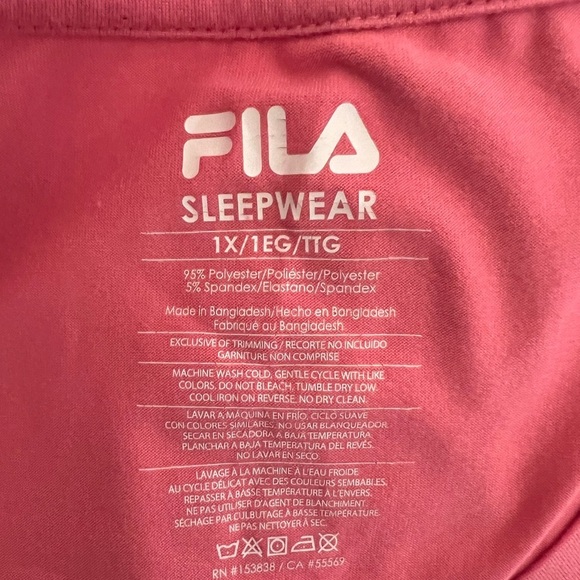 FILA
SLEEPWEAR
1X/1EG/TTG
95% Polyester/Poliéster/Polyester
5% Spandex/Elastano/Spandex
Made in Bangladesh/Hecho en Bangladesh
Fabriqué au Bangladesh
EXCLUSIVE OF TRIMMING / RECORTE NO INCLUIDO
GARNITURE NON COMPRISE
MACHINE WASH COLD, GENTLE CYCLE WITH LIKE
COLORS. DO NOT BLEACH. TUMBLE DRY LOW.
COOL IRON ON REVERSE. NO DRY CLEAN.
LAVAR A MÁQUINA EN FRÍO, CICLO SUAVE
CON COLORES SIMILARES. NO USAR BLANQUEADOR.
SECAR EN SECADORA A BAJA TEMPERATURA.
PLANCHAR A BAJA TEMPERATURA DEL REVÉS.
NO LAVAR EN SECO.
LAVAGE À LA MACHINE À L'EAU FROIDE
AU CYCLE DÉLICAT AVEC DES COULEURS SEMBABLES.
REPASSER À BASSE TEMPÉRATURE À L'ENVERS.
NE PAS UTILISER D'AGENT DE BLANCHIMENT
SÉCHAGE PAR CULBUTAGE À BASSE TEMPÉRATURE
NE PAS NETTOYER À SEC.
RN #153838 / CA #55569